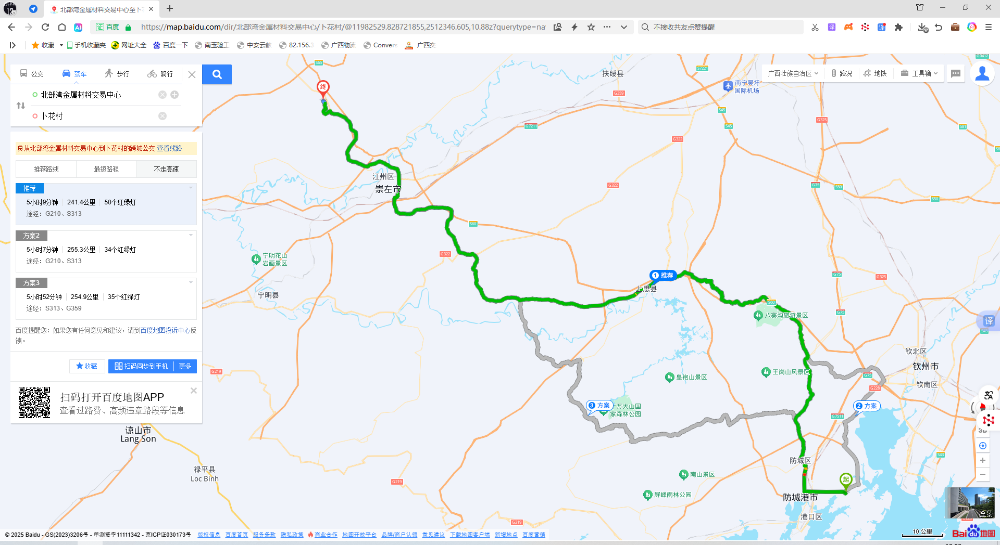 北部湾金属材料交易中心至卜花
百度
https://map.baidu.com/dir/北部湾金属材料交易中心/卜花村/@11982529.828721855,2512346.605,10.88z?querytype=na
不接收共友点赞提醒
收藏
手机收藏夹
网址大全
百度一下
南玉验工
中安云教
82.156.3
广西物流
Convers
广西交
公交
驾车
步行
骑行
北部湾金属材料交易中心
卜花村
从北部湾金属材料交易中心到卜花村的跨城公交 查看线路
推荐路线
最短路程
不走高速
推荐
5小时9分钟 241.4公里 50个红绿灯
途经：G210、S313
方案2
5小时7分钟 255.3公里 34个红绿灯
途经：G210、S313
方案3
5小时52分钟 254.9公里 35个红绿灯
途经：S313、G359
百度提醒您：如果您有任何意见和建议，请到百度地图投诉中心反
馈。
收藏
扫码同步到手机 更多
扫码打开百度地图APP
查看过路费、高频违章路段等信息
谅山市
Lang Son
禄平县
Loc Binh
广西壮族自治区
路况
地铁
工具箱
G0412
S65
终
扶绥县
S7221
南宁吴圩
国际机场
G359
S45
G325
G7211
S45
S81
G322
江州区
崇左市
G322
G75
S50
S50
S60
G322
宁明花山
岩画景区
宁明县
1 推荐
上思县
G75
G325
S60
G75
八寨沟旅游景区
译
S43
G219
皇袍山景区
王岗山风景区
钦北区
钦州市
G75
钦南区
G228
3 方案
十万大山国
家森林公园
2 方案
G7511
3D
S43
防城区
起
南山景区
G219
屏峰雨林公园
防城港市
港口区
G219
全景
10 公里
Baidu地图
© 2025 Baidu - GS(2023)3206号 - 甲测资字11111342 - 京ICP证030173号
版权信息
百度首页
服务条款
隐私政策
商业合作
地图开放平台
品牌/商户认领
意见建议
下载地图客户端
新增地点
百度营销